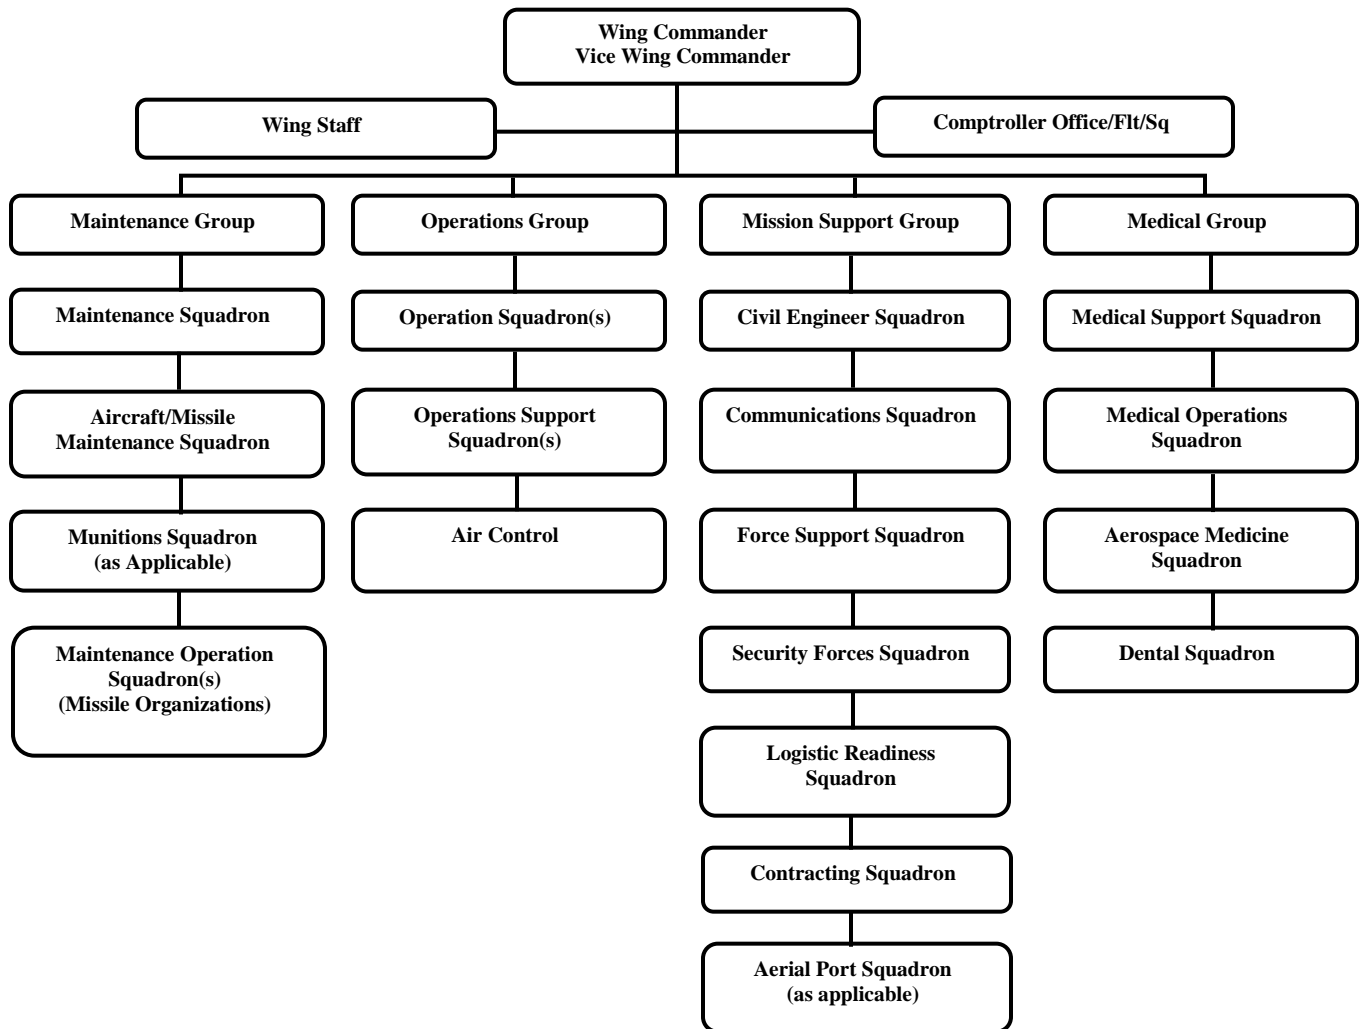 Wing Commander
Vice Wing Commander
Wing Staff
Comptroller Office/Flt/Sq
Maintenance Group
Operations Group
Mission Support Group
Medical Group
Maintenance Squadron
Operation Squadron(s)
Civil Engineer Squadron
Medical Support Squadron
Aircraft/Missile
Maintenance Squadron
Operations Support
Squadron(s)
Communications Squadron
Medical Operations
Squadron
Munitions Squadron
(as Applicable)
Air Control
Force Support Squadron
Aerospace Medicine
Squadron
Maintenance Operation
Squadron(s)
(Missile Organizations)
Security Forces Squadron
Dental Squadron
Logistic Readiness
Squadron
Contracting Squadron
Aerial Port Squadron
(as applicable)